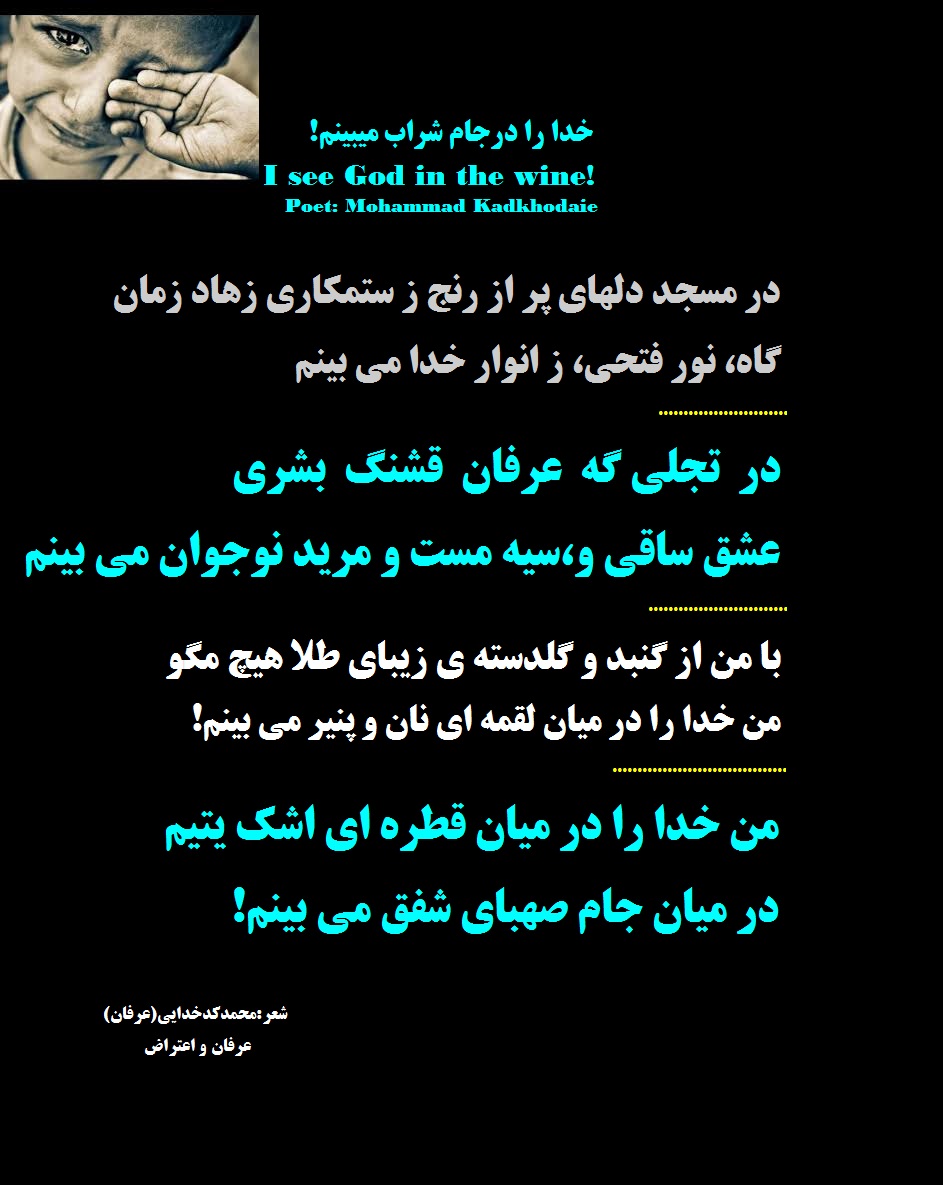 خدا را درجام شراب میبینم!
I see God in the wine!
Poet: Mohammad Kadkhodaie
در مسجد دلهای پر از رنج ز ستمکاری زهاد زمان
گاه، نور فتحی، ز انوار خدا می بینم
............................
در تجلی گه عرفان قشنگ بشری
عشق ساقی و،سیه مست و مرید نوجوان می بینم
..............................
با من از گنبد و گلدسته ی زیبای طلا هیچ مگو
من خدا را در میان لقمه ای نان و پنیر می بینم!
......................................
من خدا را در میان قطره ای اشک یتیم
در میان جام صهبای شفق می بینم!
شعر:محمدکدخدایی(عرفان)
عرفان و اعتراض